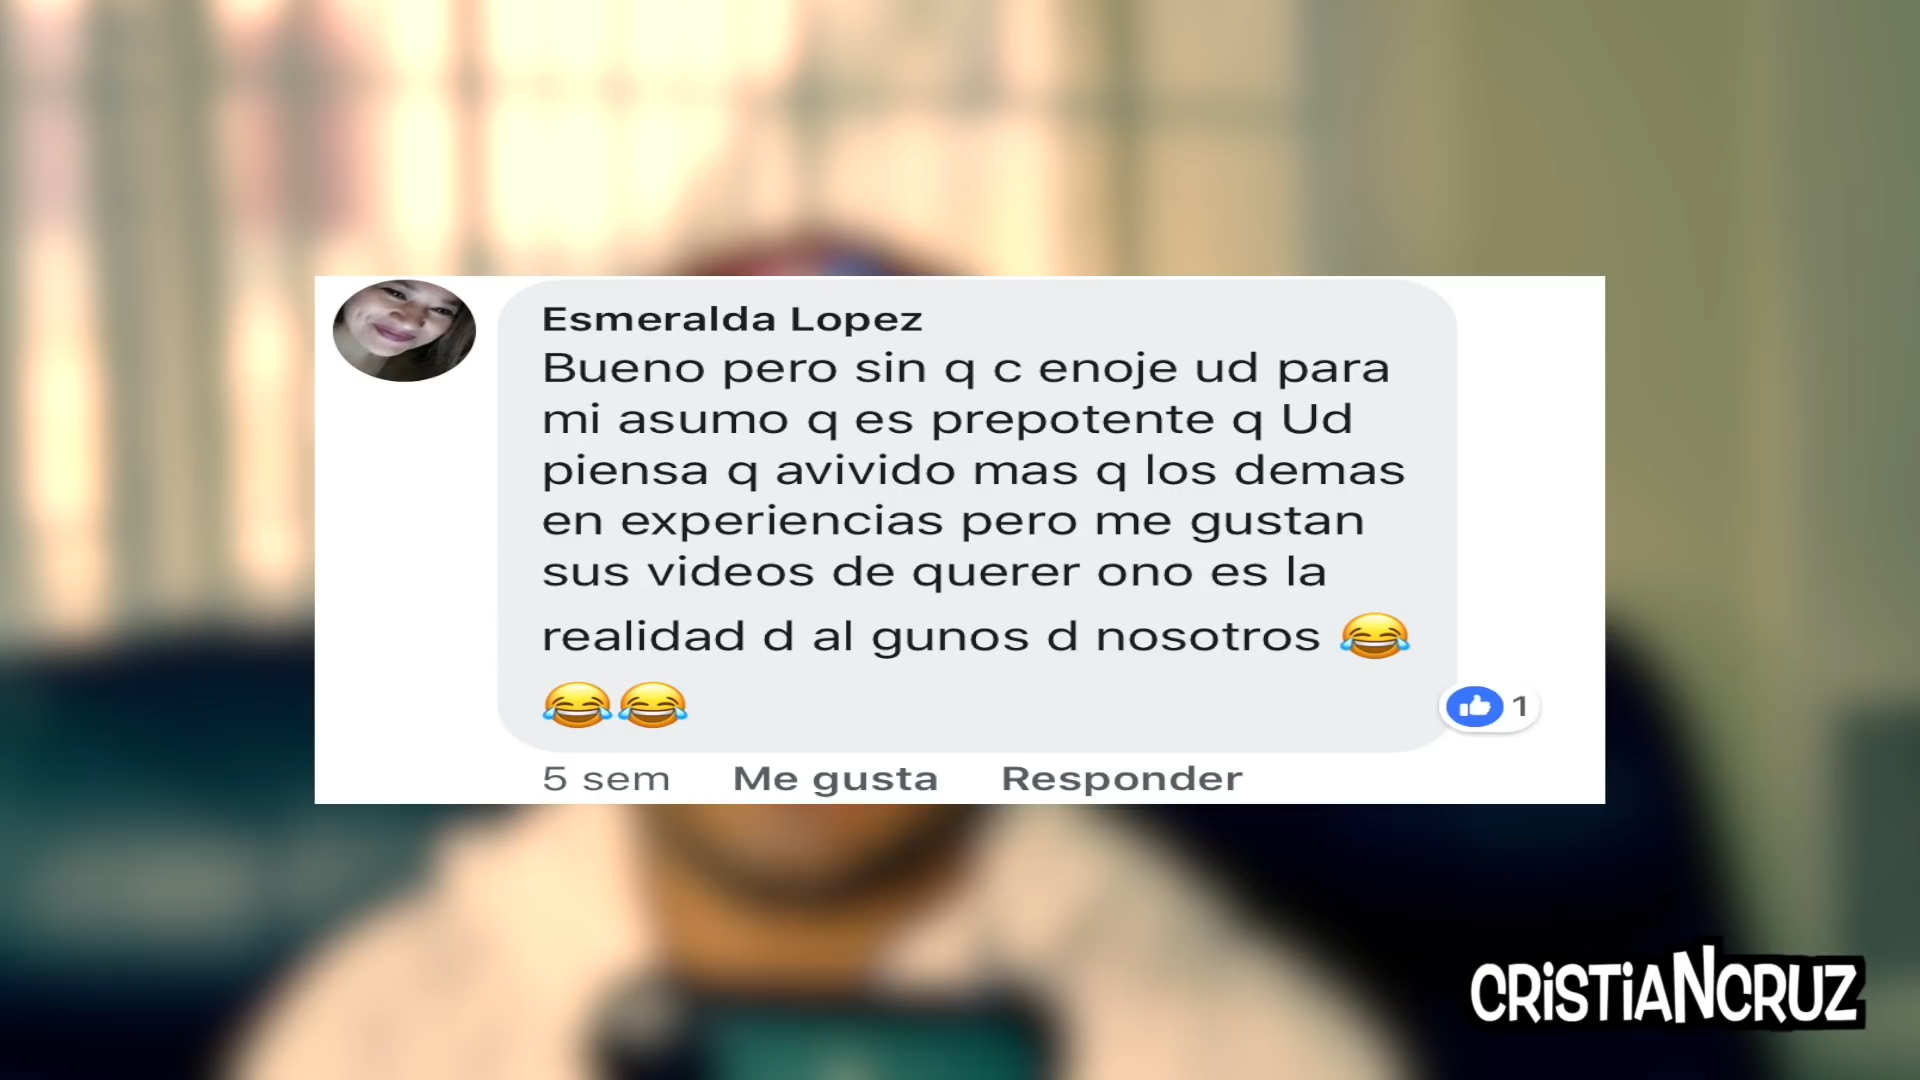 Esmeralda Lopez
Bueno pero sin q c enoje ud para
mi asumo q es prepotente q Ud
piensa q avivido mas q los demas
en experiencias pero me gustan
sus videos de querer ono es la
realidad d al gunos d nosotros 😂
😂😂
1
5 sem Me gusta Responder
CRiSTiANCRUZ